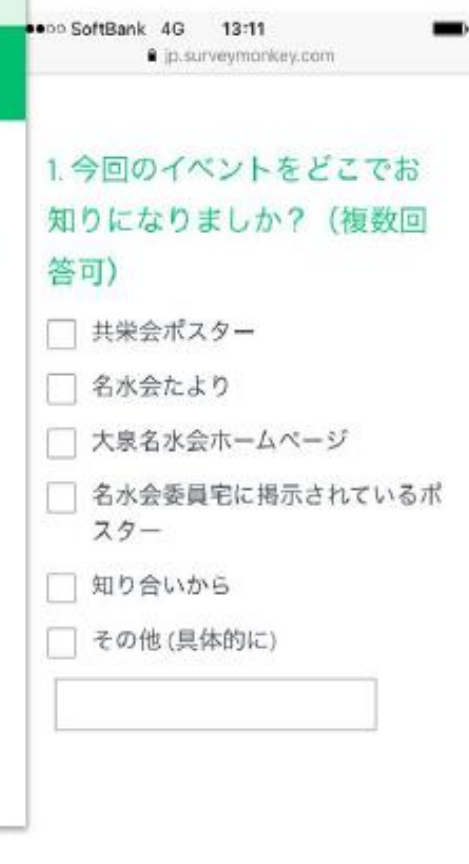 SoftBank 4G 13:11
jp.surveymonkey.com
1. 今回のイベントをどこでお
知りになりましか？（複数回
答可）
共栄会ポスター
名水会たより
大泉名水会ホームページ
名水会委員宅に掲示されているポ
スター
知り合いから
その他 (具体的に)